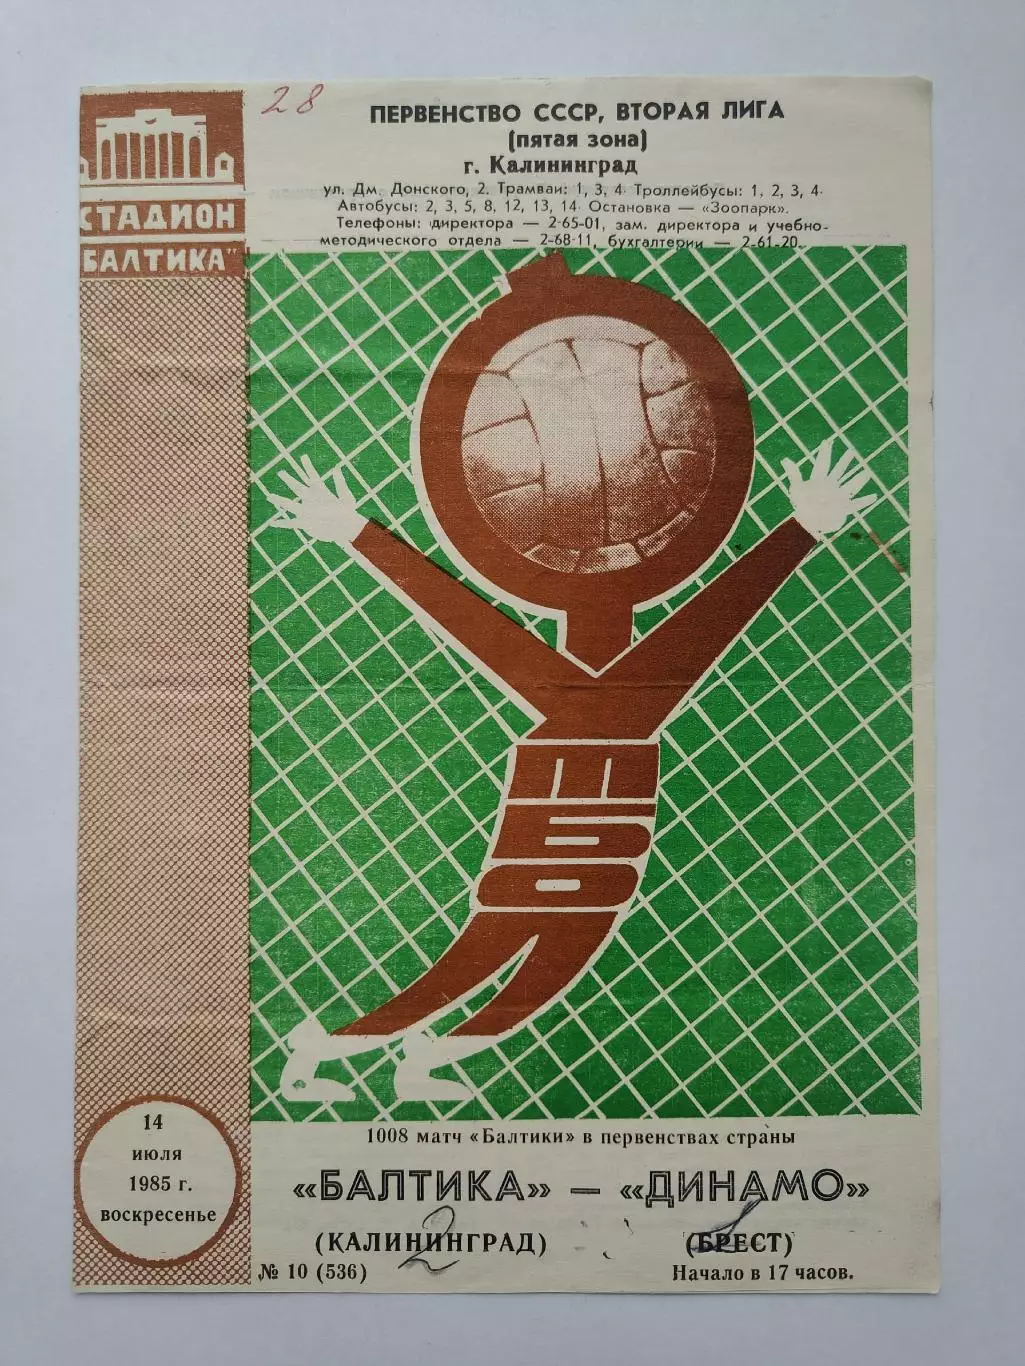 28
ПЕРВЕНСТВО СССР, ВТОРАЯ ЛИГА
(пятая зона)
г. Калининград
ул. Дм. Донского, 2. Трамваи: 1, 3, 4. Троллейбусы: 1, 2, 3, 4.
Автобусы: 2, 3, 5, 8, 12, 13, 14. Остановка — «Зоопарк».
Телефоны: директора — 2-65-01, зам. директора и учебно-
методического отдела — 2-68-11, бухгалтерии — 2-61-20.
СТАДИОН
БАЛТИКА"
Ф
У
Т
Б
О
Л
14
июля
1985 г.
воскресенье
1008 матч «Балтики» в первенствах страны
«БАЛТИКА» — «ДИНАМО»
(КАЛИНИНГРАД) (БРЕСТ)
2
№ 10 (536)
Начало в 17 часов.